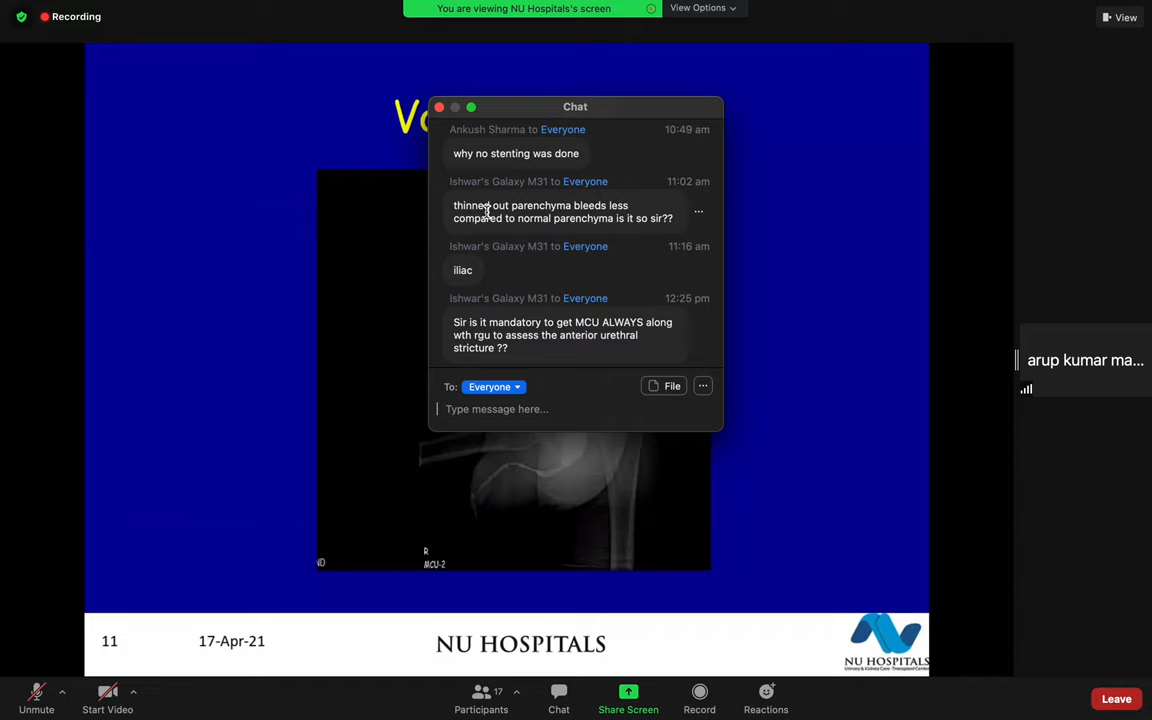 Recording
You are viewing NU Hospitals's screen
View Options
View
Chat
Ankush Sharma to Everyone 10:49 am
why no stenting was done
Ishwar's Galaxy M31 to Everyone 11:02 am
thinned out parenchyma bleeds less
compared to normal parenchyma is it so sir??
Ishwar's Galaxy M31 to Everyone 11:16 am
iliac
Ishwar's Galaxy M31 to Everyone 12:25 pm
Sir is it mandatory to get MCU ALWAYS along
wth rgu to assess the anterior urethral
stricture ??
To: Everyone
File
Type message here...
arup kumar ma...
R
MCU-2
11 17-Apr-21 NU HOSPITALS
NU HOSPITALS
Unmute
Start Video
17
Participants
Chat
Share Screen
Record
Reactions
Leave